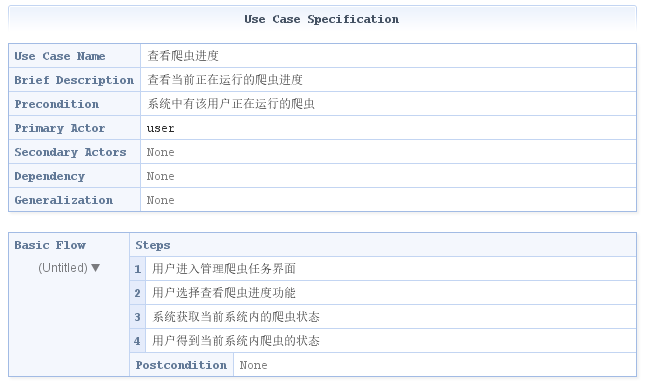 Use Case Specification
Use Case Name 查看爬虫进度
Brief Description 查看当前正在运行的爬虫进度
Precondition 系统中有该用户正在运行的爬虫
Primary Actor user
Secondary Actors None
Dependency None
Generalization None
Basic Flow Steps
(Untitled) ▼
1 用户进入管理爬虫任务界面
2 用户选择查看爬虫进度功能
3 系统获取当前系统内的爬虫状态
4 用户得到当前系统内爬虫的状态
Postcondition None